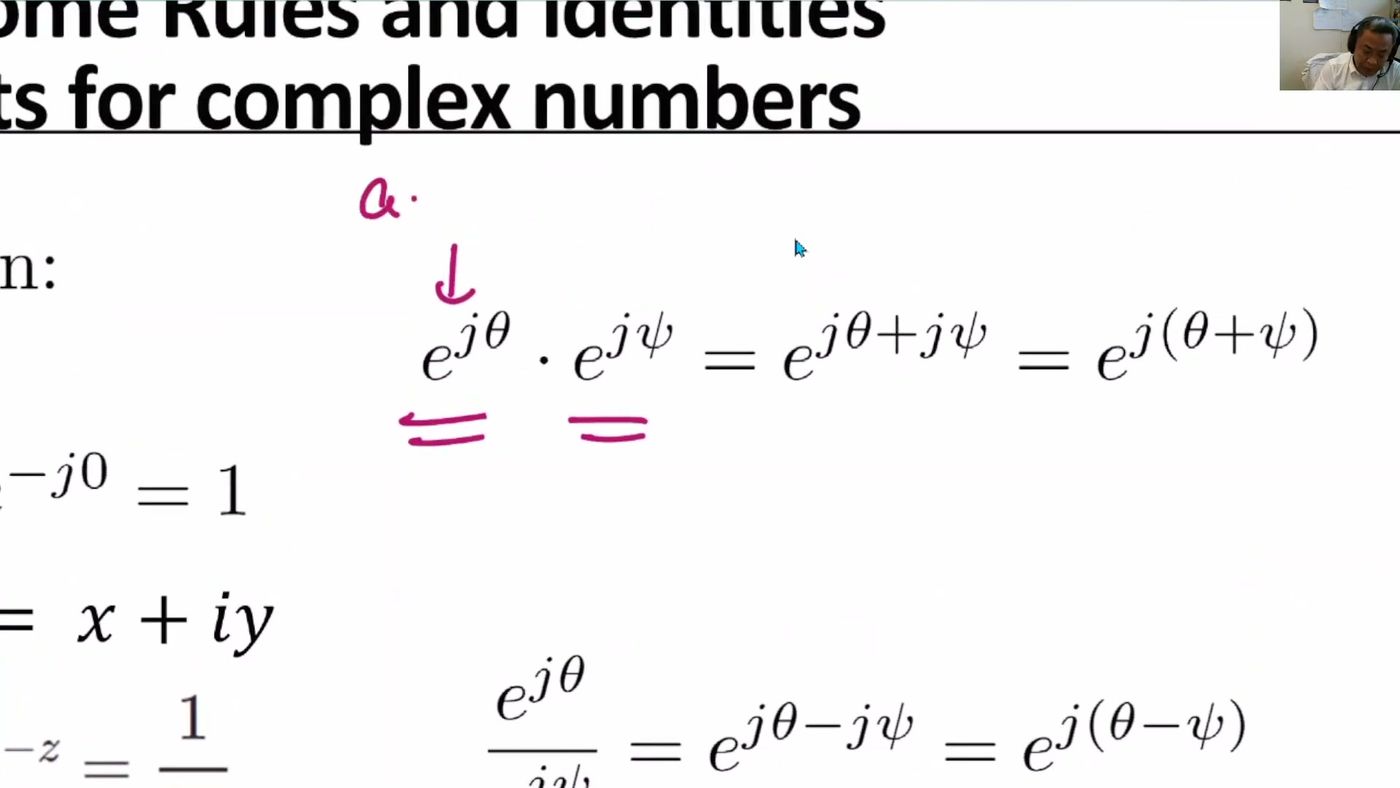 ome Rules and Identities
ts for complex numbers
a.
n:
e^{jθ} · e^{jψ} = e^{jθ+jψ} = e^{j(θ+ψ)}
^{-j0} = 1
= x + iy
^{-z} = 1
e^{jθ} / e^{jψ} = e^{jθ-jψ} = e^{j(θ-ψ)}